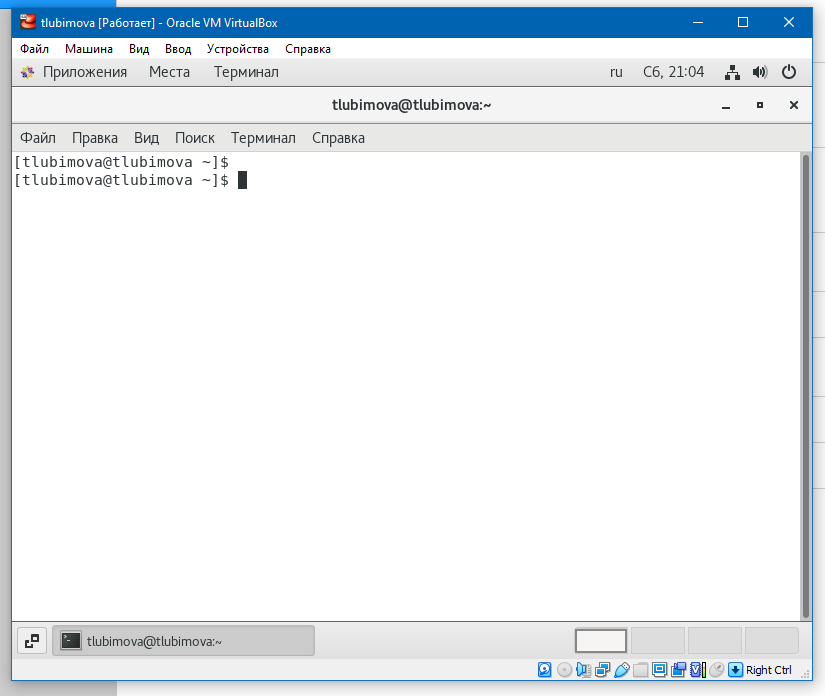 tlubimova [Работает] - Oracle VM VirtualBox
Файл Машина Вид Ввод Устройства Справка
Приложения Места Терминал ru Сб, 21:04
tlubimova@tlubimova:~
Файл Правка Вид Поиск Терминал Справка
[tlubimova@tlubimova ~]$
[tlubimova@tlubimova ~]$
tlubimova@tlubimova:~
Right Ctrl